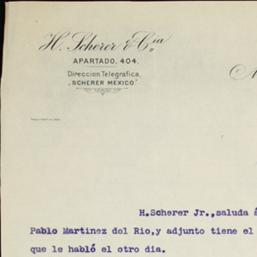 H. Scherer & Cia
APARTADO, 404.
Direccion Telegrafica,
"SCHERER MEXICO."
H.Scherer Jr.,saluda á
Pablo Martinez del Rio,y adjunto tiene el
que le habló el otro dia.